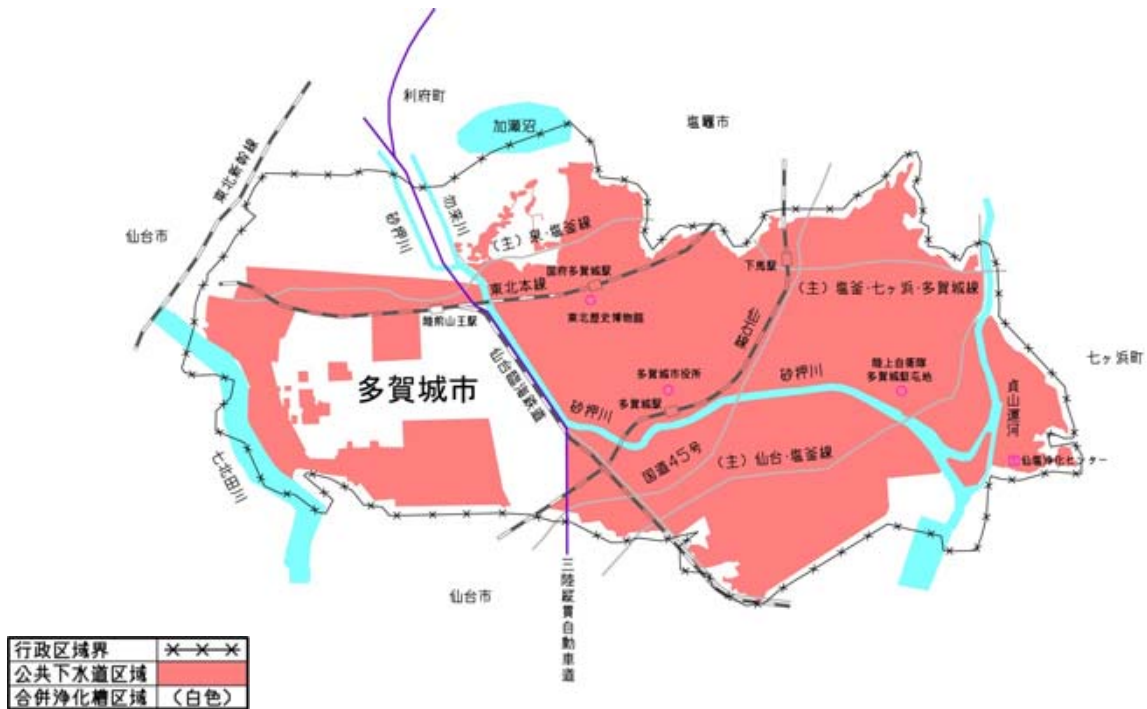 利府町
加瀬沼
塩竈市
東北新幹線
仙台市
砂押川
勿来川
(主)泉・塩釜線
国府多賀城駅
下馬駅
東北本線
(主)塩釜・七ヶ浜・多賀城線
東北歴史博物館
陸前山王駅
仙石線
七ヶ浜町
仙台臨海鉄道
多賀城市役所
砂押川
陸上自衛隊
多賀城駐屯地
多賀城市
多賀城駅
貞山運河
砂押川
国道45号
(主)仙台・塩釜線
仙塩浄化センター
七北田川
仙台市
三陸縦貫自動車道
行政区域界
公共下水道区域
合併浄化槽区域 (白色)